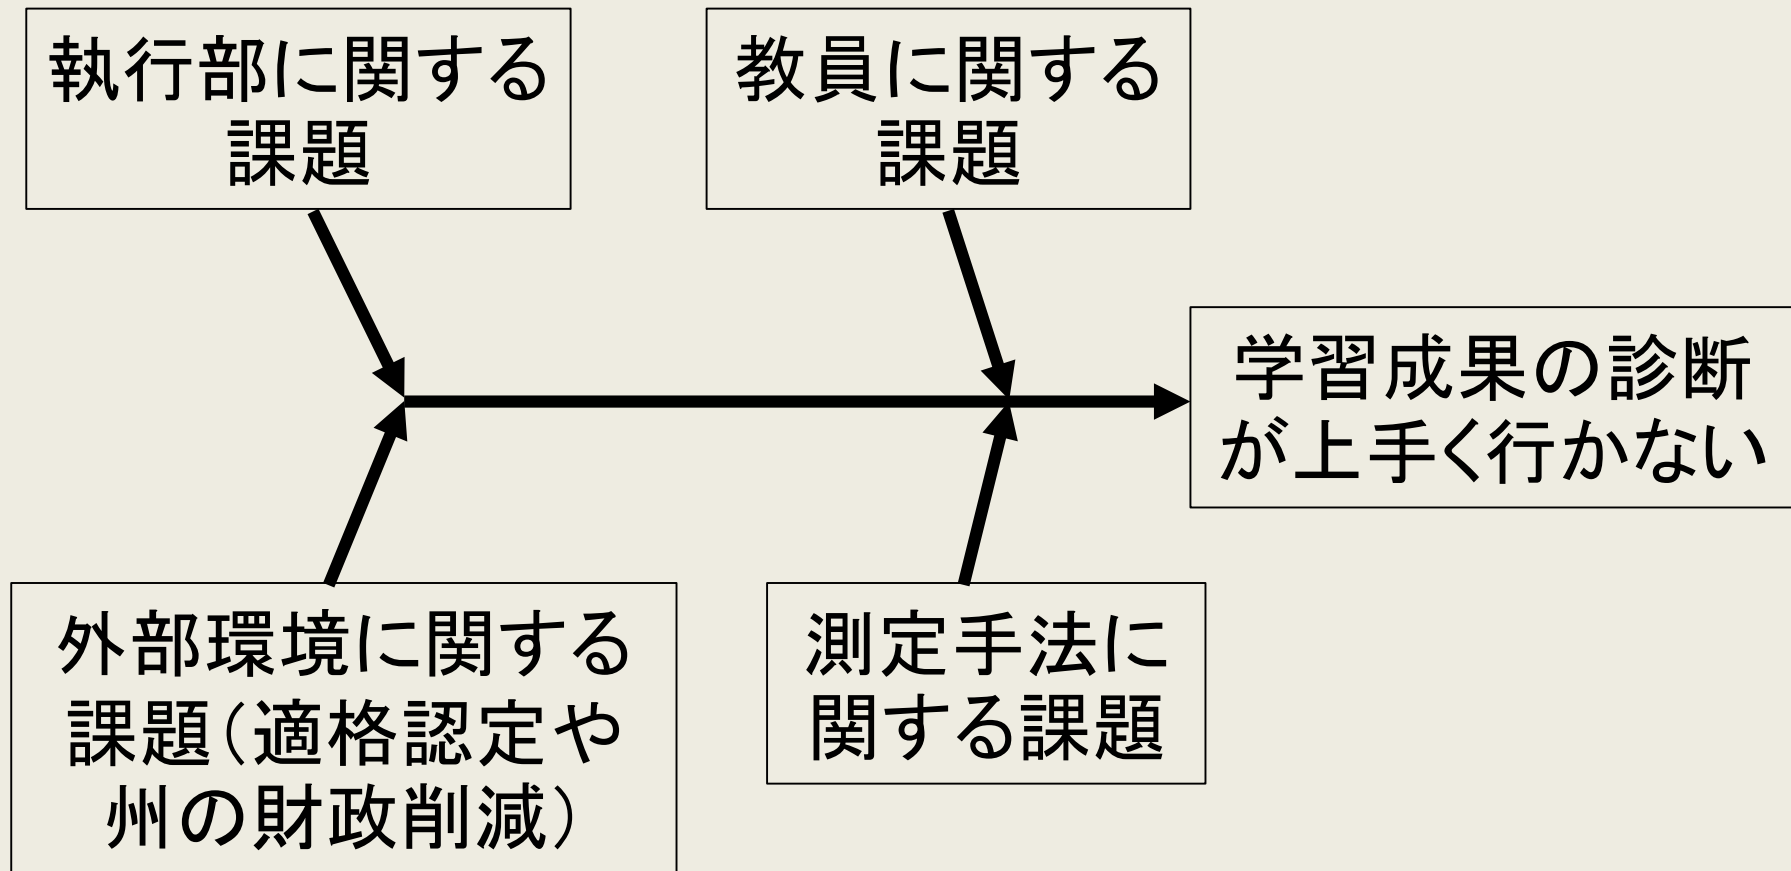 執行部に関する
課題
教員に関する
課題
学習成果の診断
が上手く行かない
外部環境に関する
課題（適格認定や
州の財政削減）
測定手法に
関する課題